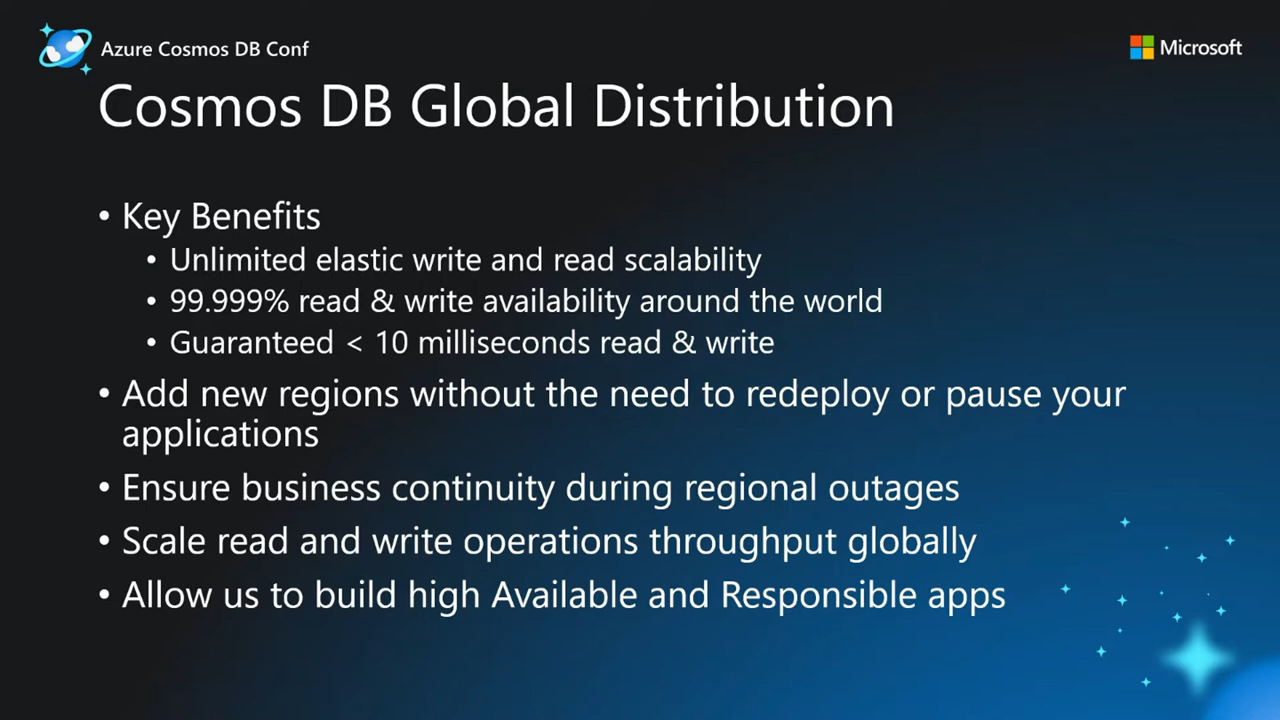 Azure Cosmos DB Conf
Microsoft
Cosmos DB Global Distribution
• Key Benefits
• Unlimited elastic write and read scalability
• 99.999% read & write availability around the world
• Guaranteed < 10 milliseconds read & write
• Add new regions without the need to redeploy or pause your
applications
• Ensure business continuity during regional outages
• Scale read and write operations throughput globally
• Allow us to build high Available and Responsible apps